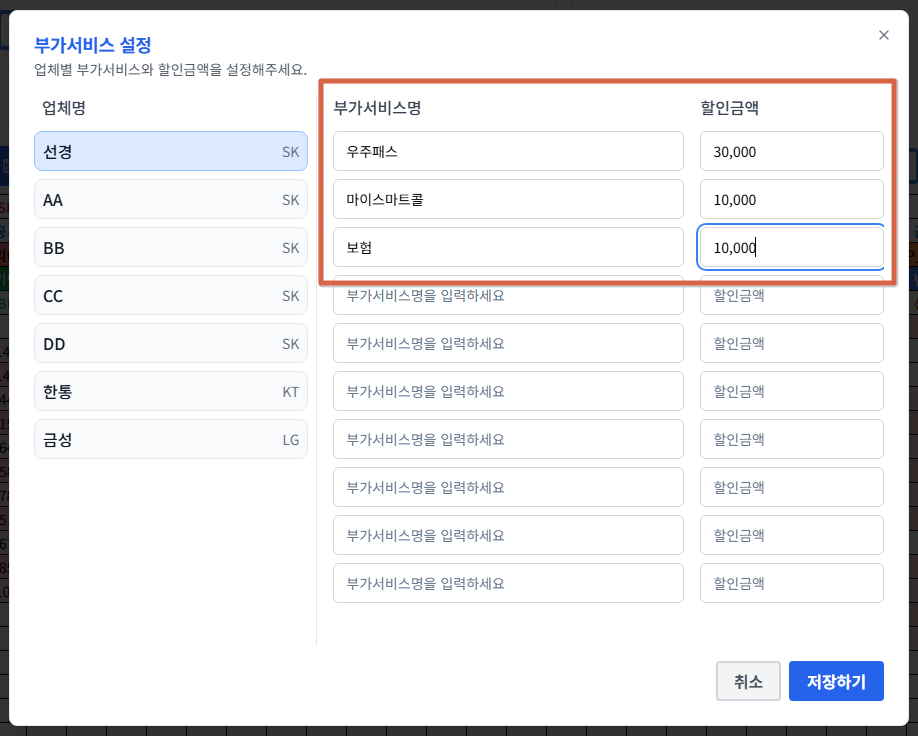 부가서비스 설정
업체별 부가서비스와 할인금액을 설정해주세요.
업체명
부가서비스명
할인금액
선경 SK
우주패스
30,000
AA SK
마이스마트콜
10,000
BB SK
보험
10,000
CC SK
부가서비스명을 입력하세요
할인금액
DD SK
부가서비스명을 입력하세요
할인금액
한통 KT
부가서비스명을 입력하세요
할인금액
금성 LG
부가서비스명을 입력하세요
할인금액
부가서비스명을 입력하세요
할인금액
부가서비스명을 입력하세요
할인금액
부가서비스명을 입력하세요
할인금액
취소
저장하기